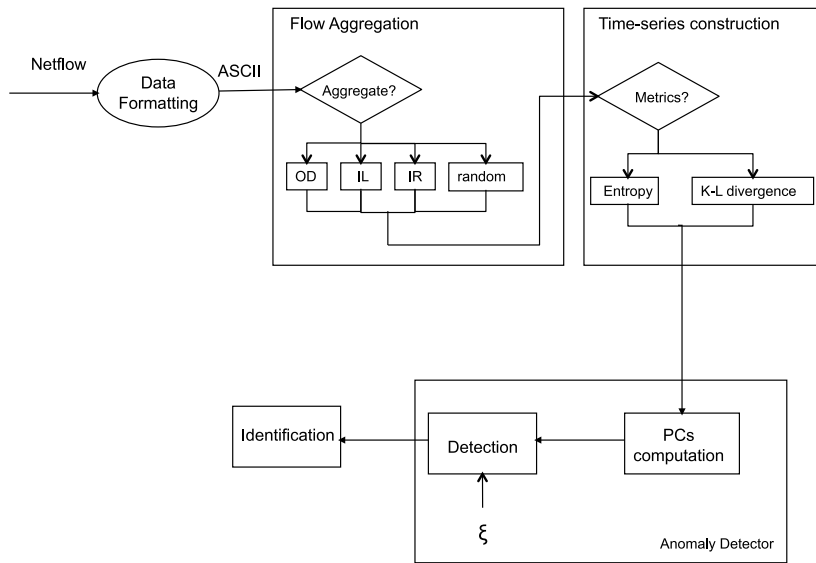 Flow Aggregation
Time-series construction
Netflow
ASCII
Data
Formatting
Aggregate?
Metrics?
OD
IL
IR
random
Entropy
K-L divergence
Identification
Detection
PCs
computation
ξ
Anomaly Detector